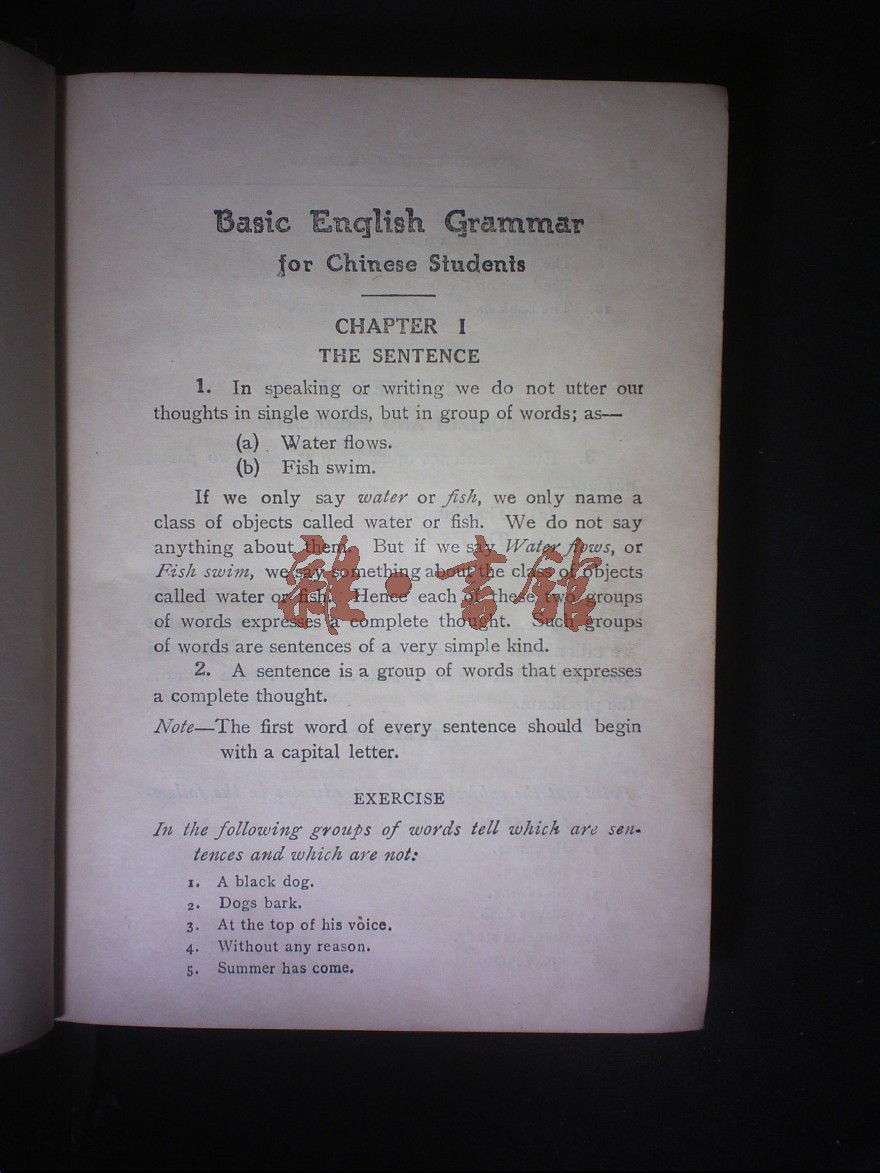 Basic English Grammar
for Chinese Students
CHAPTER I
THE SENTENCE
1. In speaking or writing we do not utter our
thoughts in single words, but in group of words; as—
(a) Water flows.
(b) Fish swim.
If we only say water or fish, we only name a
class of objects called water or fish. We do not say
anything about them. But if we say Water flows, or
Fish swim, we say something about the class of objects
called water or fish. Hence each of these two groups
of words expresses a complete thought. Such groups
of words are sentences of a very simple kind.
2. A sentence is a group of words that expresses
a complete thought.
Note—The first word of every sentence should begin
with a capital letter.
EXERCISE
In the following groups of words tell which are sen-
tences and which are not:
1. A black dog.
2. Dogs bark.
3. At the top of his voice.
4. Without any reason.
5. Summer has come.
雜·書館